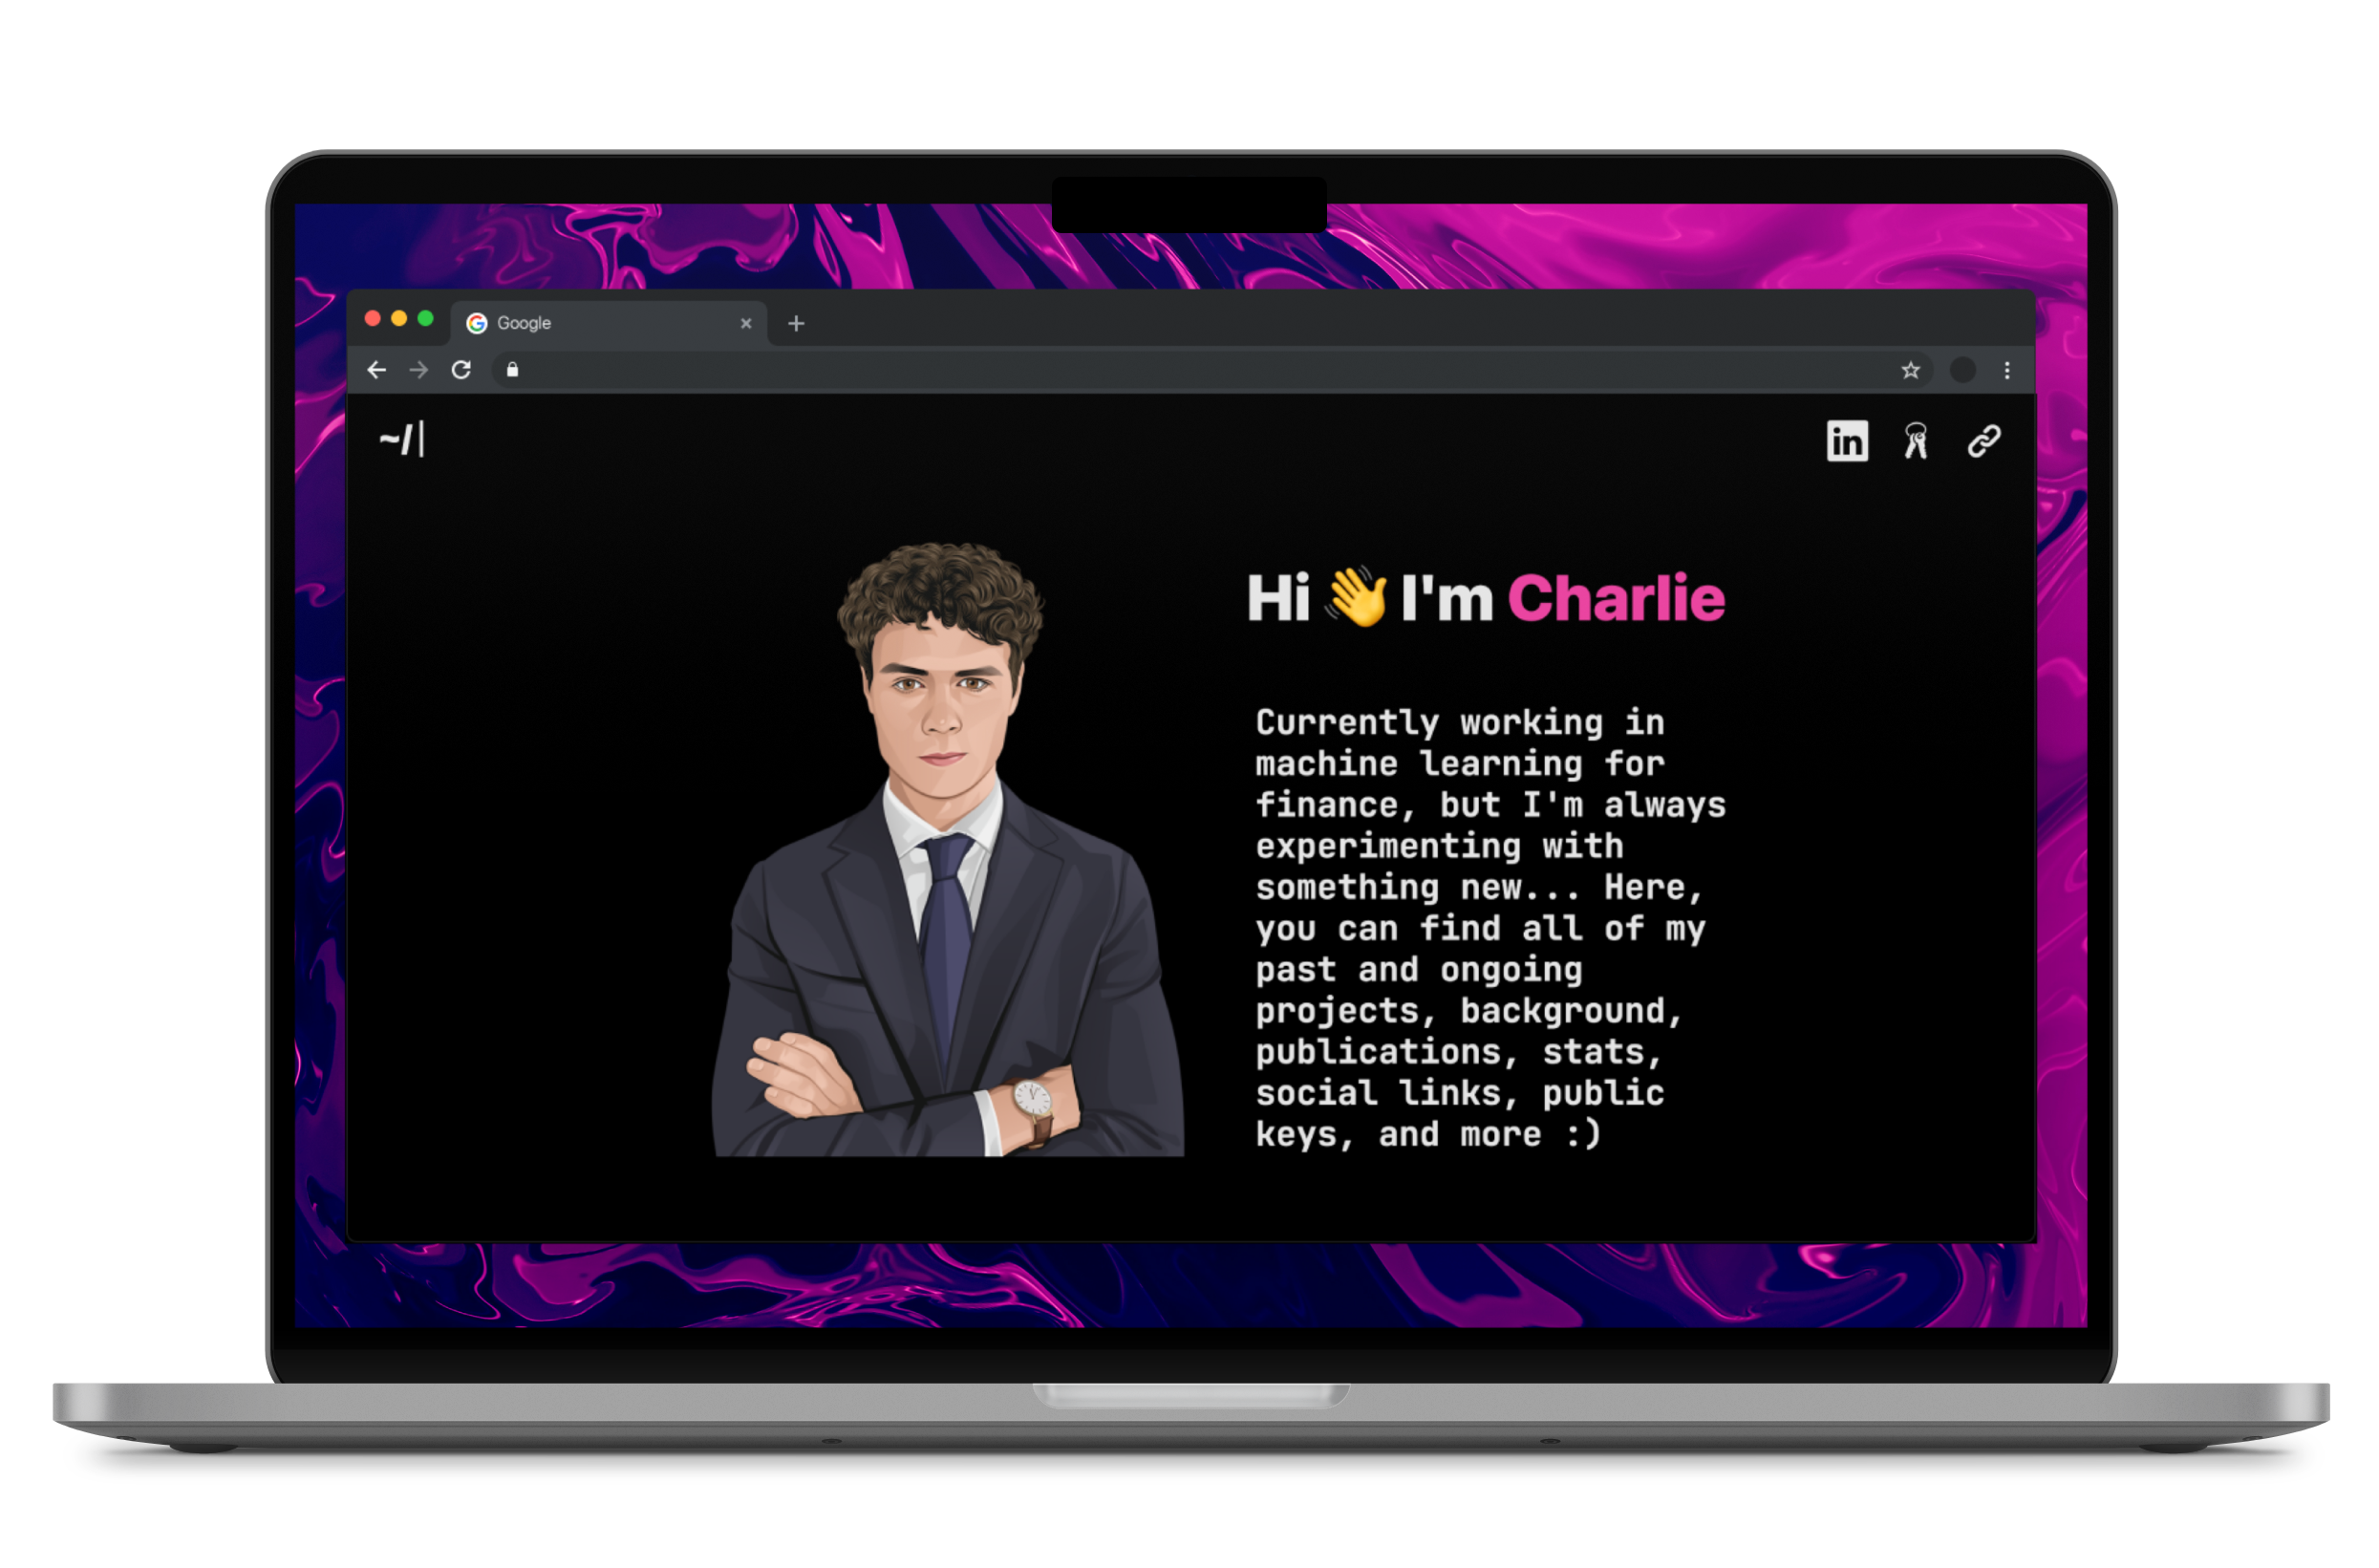 Google
~/|
in
Hi 👋 I'm Charlie
Currently working in
machine learning for
finance, but I'm always
experimenting with
something new... Here,
you can find all of my
past and ongoing
projects, background,
publications, stats,
social links, public
keys, and more :)